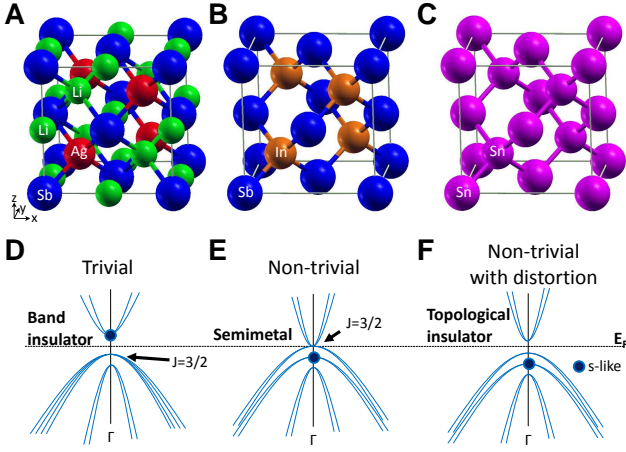 A
B
C
Li
Li
Ag
Sb
z
y
x
In
Sb
Sn
Sn
D
E
F
Trivial
Non-trivial
Non-trivial
with distortion
Band
insulator
J=3/2
Semimetal
J=3/2
Topological
insulator
E_F
s-like
Γ
Γ
Γ